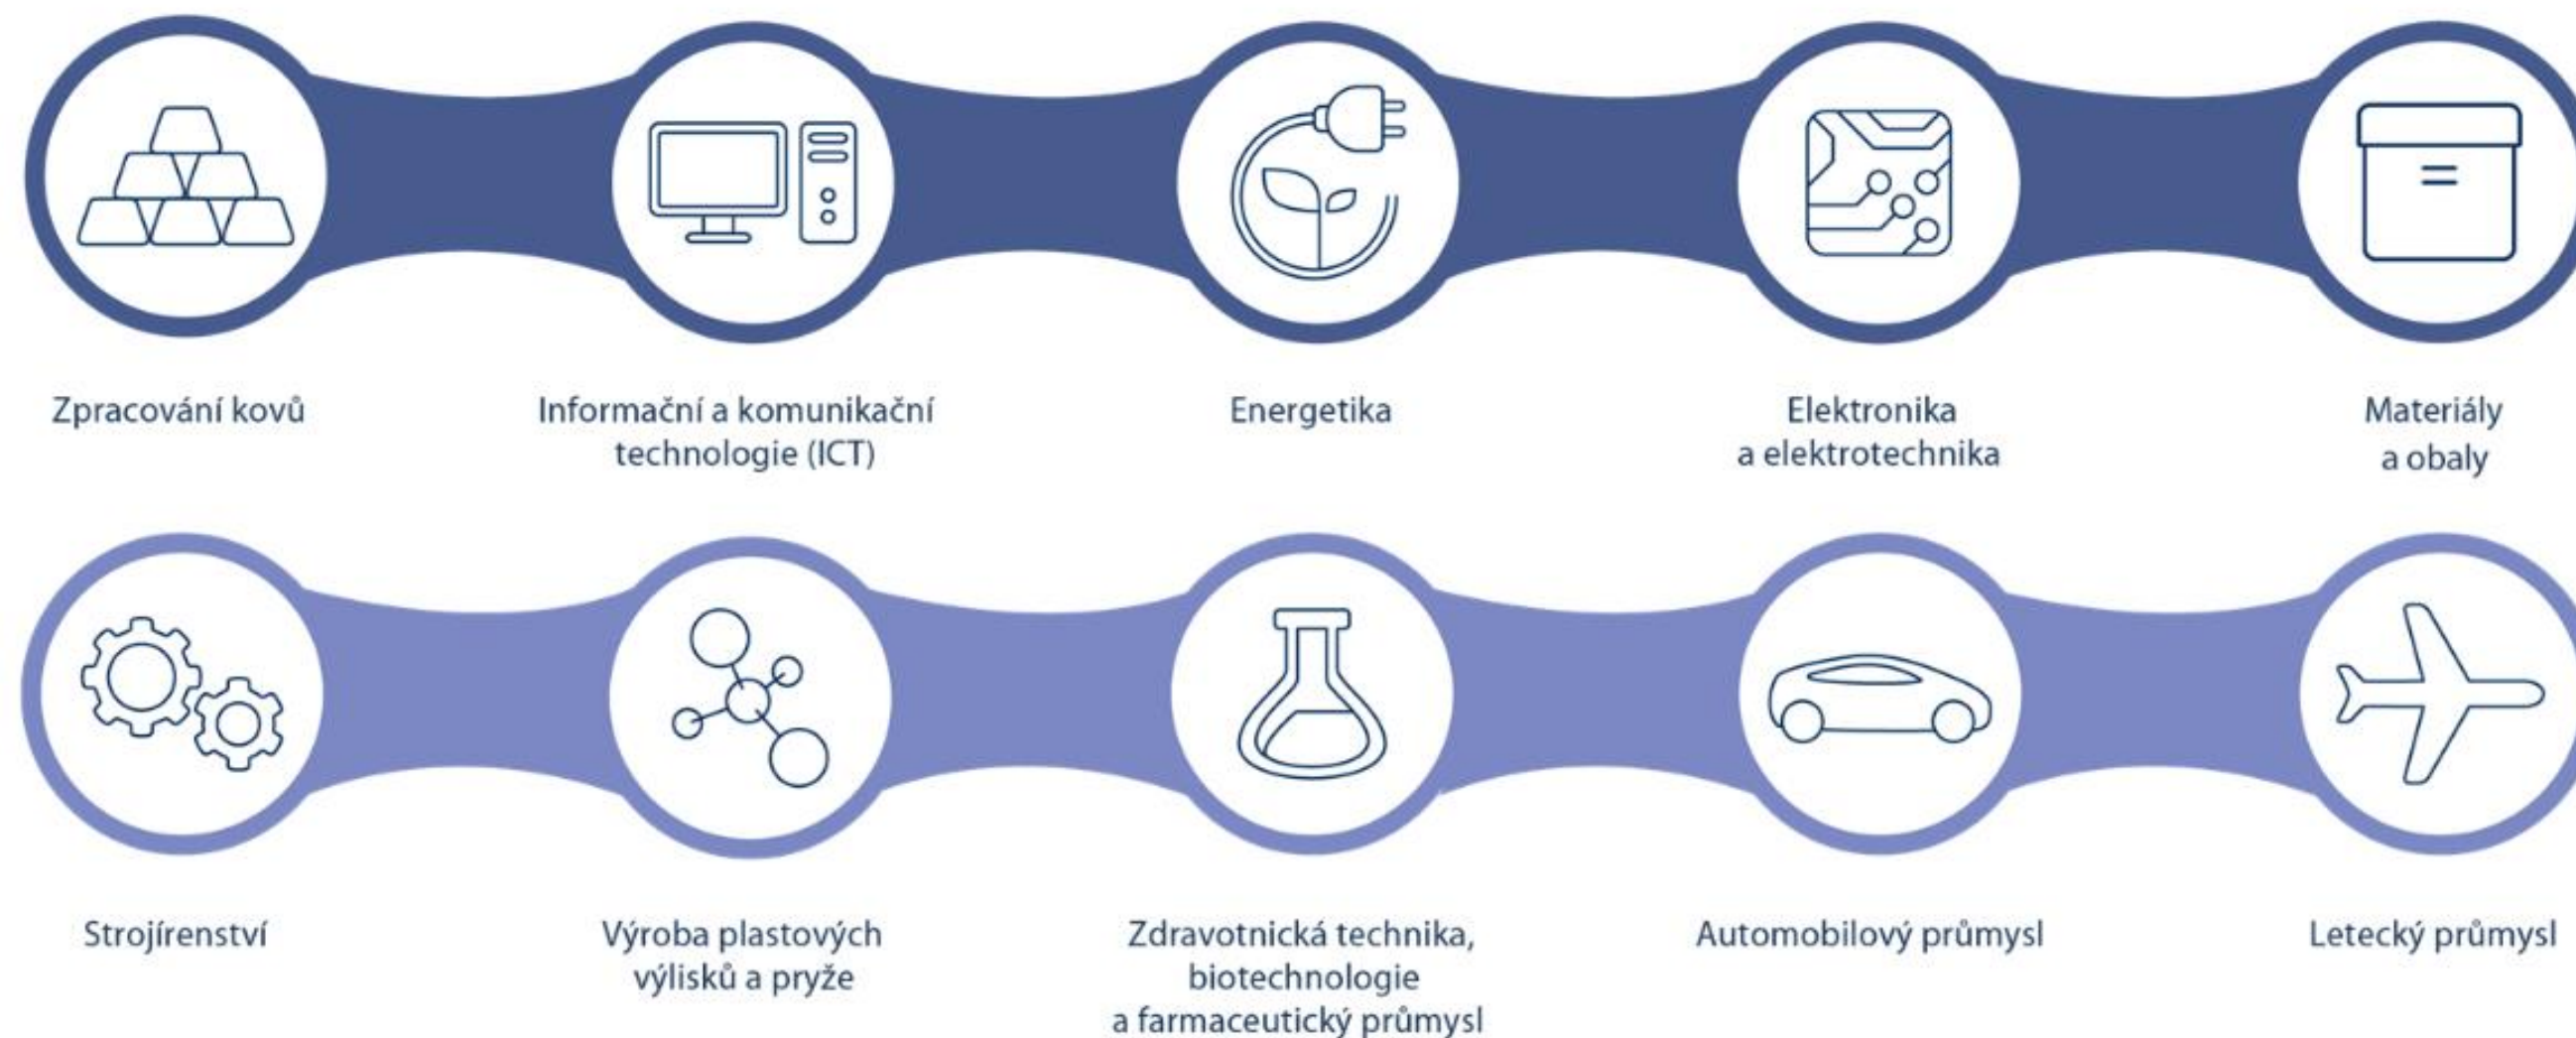 Zpracování kovů
Informační a komunikační
technologie (ICT)
Energetika
Elektronika
a elektrotechnika
Materiály
a obaly
Strojírenství
Výroba plastových
výlisků a pryže
Zdravotnická technika,
biotechnologie
a farmaceutický průmysl
Automobilový průmysl
Letecký průmysl